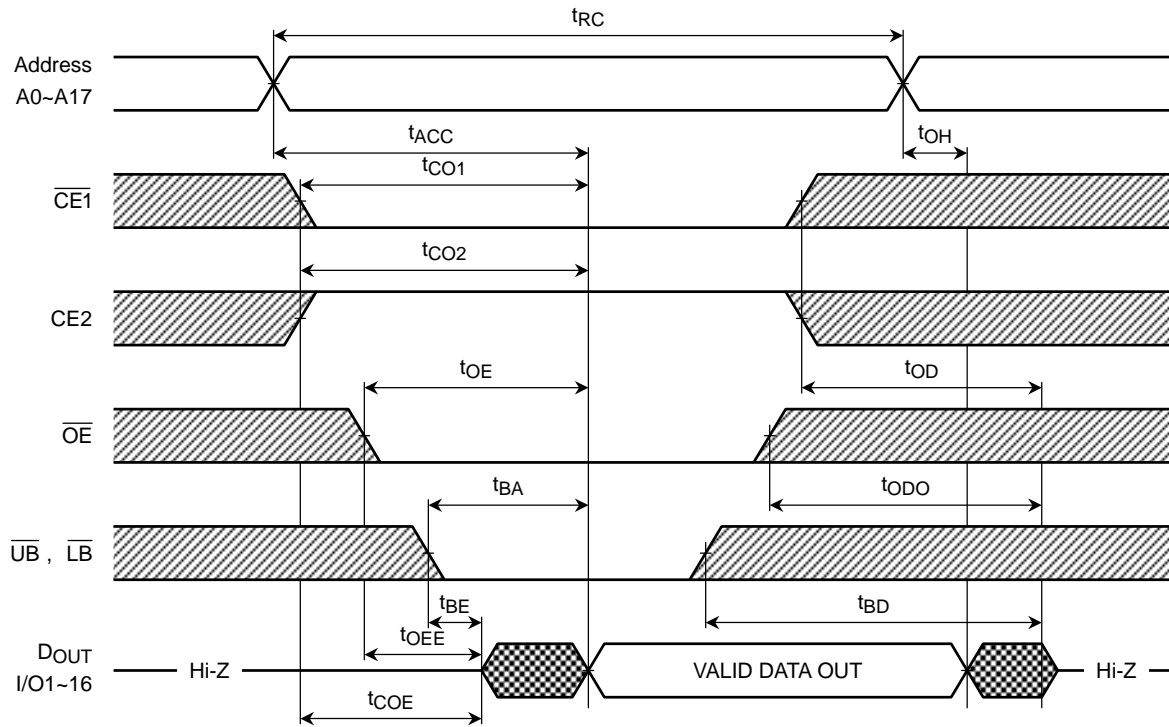 tRC
Address
A0~A17
tACC
tOH
tCO1
CE1
tCO2
CE2
tOE
tOD
OE
tBA
tODO
UB , LB
tBE
tBD
tOEE
DOUT
I/O1~16
Hi-Z
VALID DATA OUT
Hi-Z
tCOE